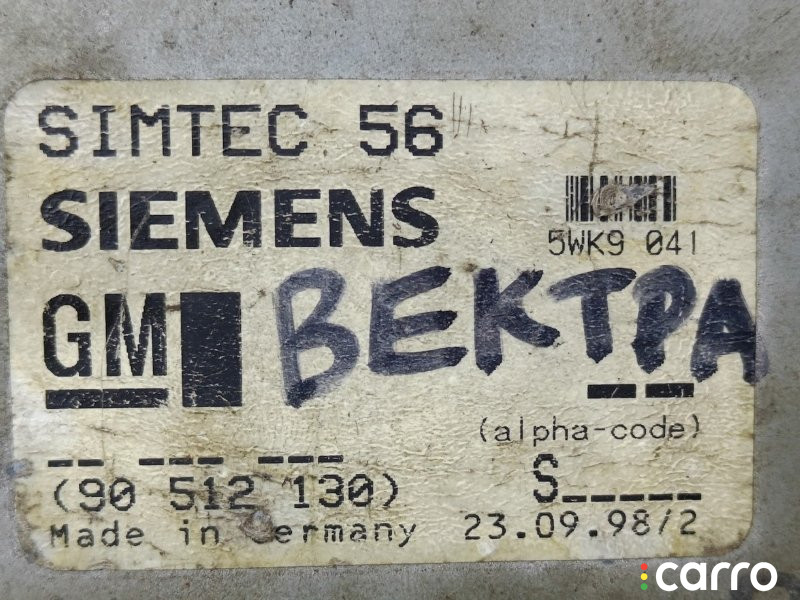 SIMTEC 56
SIEMENS
5WK9 041
GM
ВЕКТРА
(alpha-code)
(90 512 130)
S_____
Made in Germany
23.09.98/2
carro